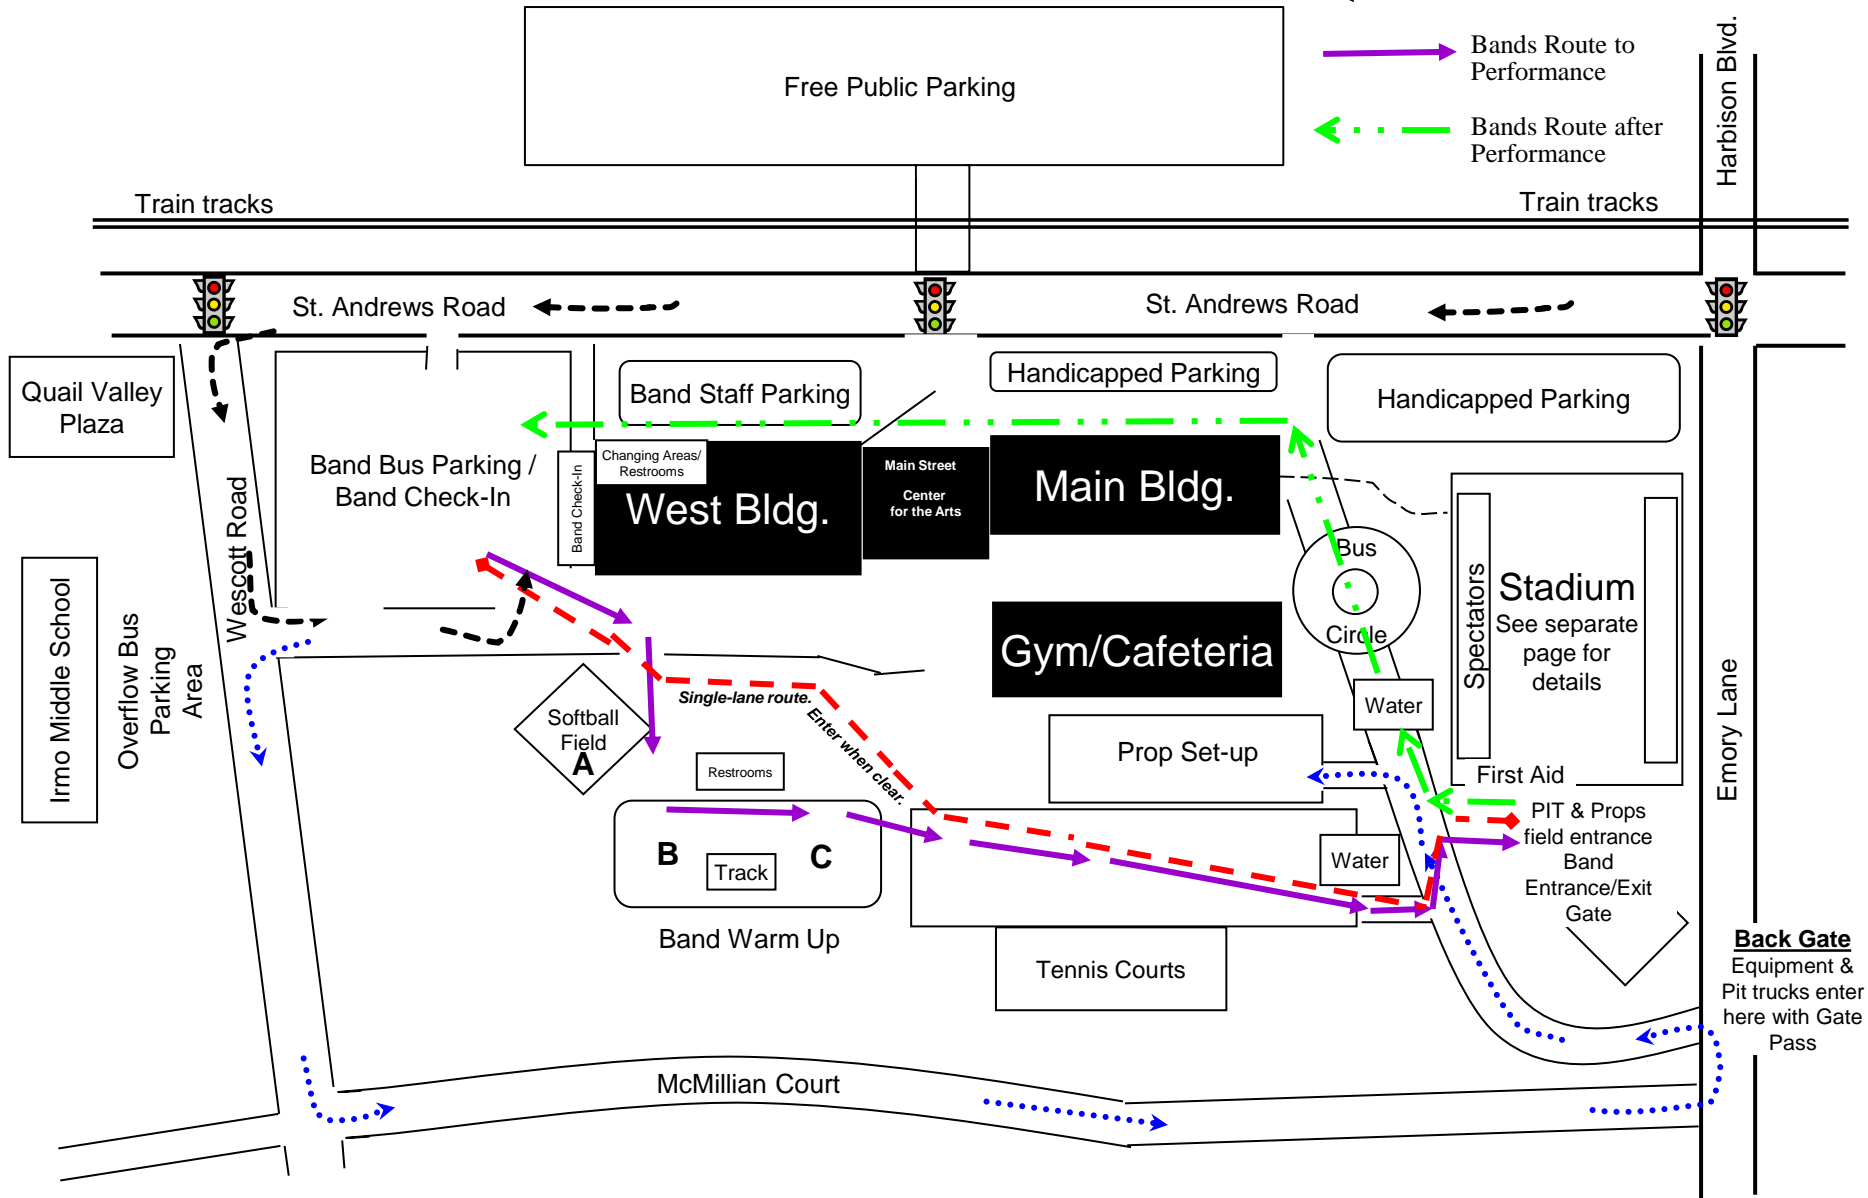 Free Public Parking
Bands Route to
Performance
Bands Route after
Performance
Harbison Blvd.
Train tracks
Train tracks
St. Andrews Road
St. Andrews Road
Quail Valley
Plaza
Band Staff Parking
Handicapped Parking
Handicapped Parking
Band Bus Parking /
Band Check-In
Band Check-In
Changing Areas/
Restrooms
West Bldg.
Main Street
Center
for the Arts
Main Bldg.
Wescott Road
Irmo Middle School
Overflow Bus
Parking
Area
Bus
Circle
Spectators
Stadium
See separate
page for
details
Gym/Cafeteria
Emory Lane
Single-lane route.
Enter when clear.
Softball
Field
A
Restrooms
Water
Prop Set-up
First Aid
PIT & Props
field entrance
Band
Entrance/Exit
Gate
B
C
Track
Water
Band Warm Up
Tennis Courts
Back Gate
Equipment &
Pit trucks enter
here with Gate
Pass
McMillian Court